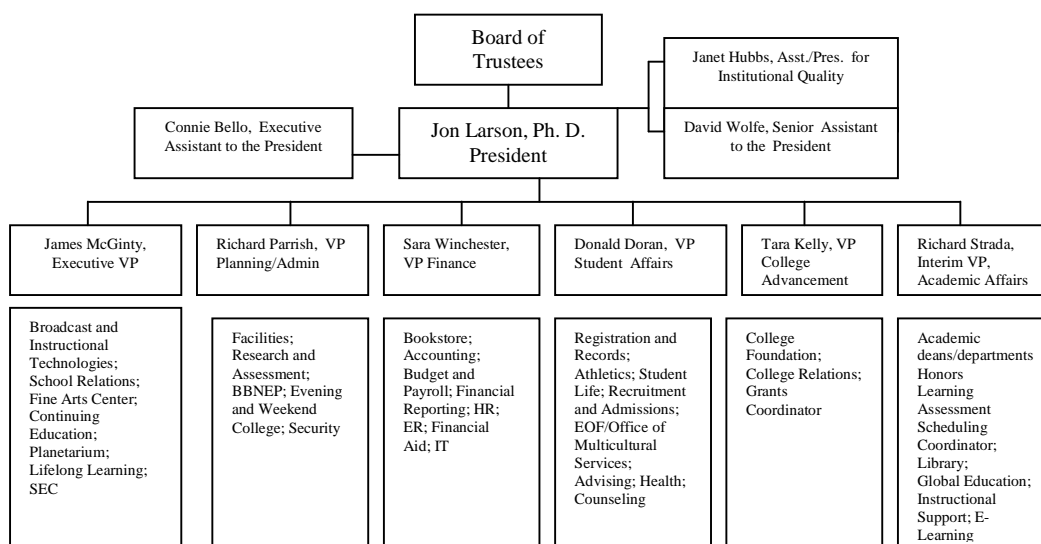 Board of
Trustees
Janet Hubbs, Asst./Pres. for
Institutional Quality
Connie Bello, Executive
Assistant to the President
Jon Larson, Ph. D.
President
David Wolfe, Senior Assistant
to the President
James McGinty,
Executive VP
Richard Parrish, VP
Planning/Admin
Sara Winchester,
VP Finance
Donald Doran, VP
Student Affairs
Tara Kelly, VP
College
Advancement
Richard Strada,
Interim VP,
Academic Affairs
Broadcast and
Instructional
Technologies;
School Relations;
Fine Arts Center;
Continuing
Education;
Planetarium;
Lifelong Learning;
SEC
Facilities;
Research and
Assessment;
BBNEP; Evening
and Weekend
College; Security
Bookstore;
Accounting;
Budget and
Payroll; Financial
Reporting; HR;
ER; Financial
Aid; IT
Registration and
Records;
Athletics; Student
Life; Recruitment
and Admissions;
EOF/Office of
Multicultural
Services;
Advising; Health;
Counseling
College
Foundation;
College Relations;
Grants
Coordinator
Academic
deans/departments
Honors
Learning
Assessment
Scheduling
Coordinator;
Library;
Global Education;
Instructional
Support; E-
Learning